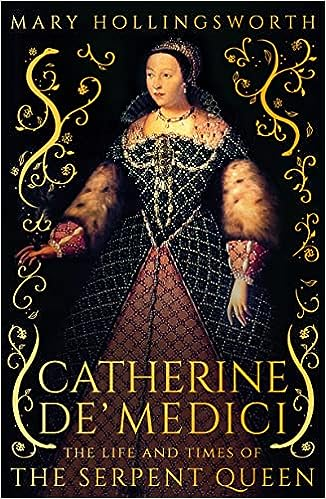 MARY HOLLINGSWORTH
CATHERINE
DE' MEDICI
THE LIFE AND TIMES OF
THE SERPENT QUEEN